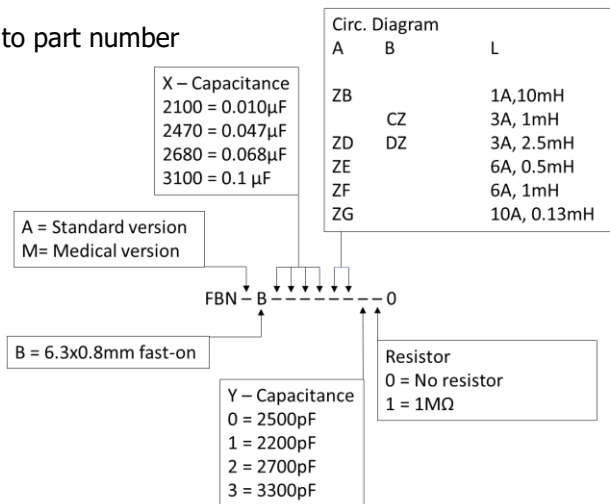 to part number
Circ. Diagram
A B L
ZB 1A,10mH
CZ 3A, 1mH
ZD DZ 3A, 2.5mH
ZE 6A, 0.5mH
ZF 6A, 1mH
ZG 10A, 0.13mH
X – Capacitance
2100 = 0.010µF
2470 = 0.047µF
2680 = 0.068µF
3100 = 0.1 µF
A = Standard version
M= Medical version
FBN – B – – – – – – – – 0
B = 6.3x0.8mm fast-on
Resistor
0 = No resistor
1 = 1MΩ
Y – Capacitance
0 = 2500pF
1 = 2200pF
2 = 2700pF
3 = 3300pF